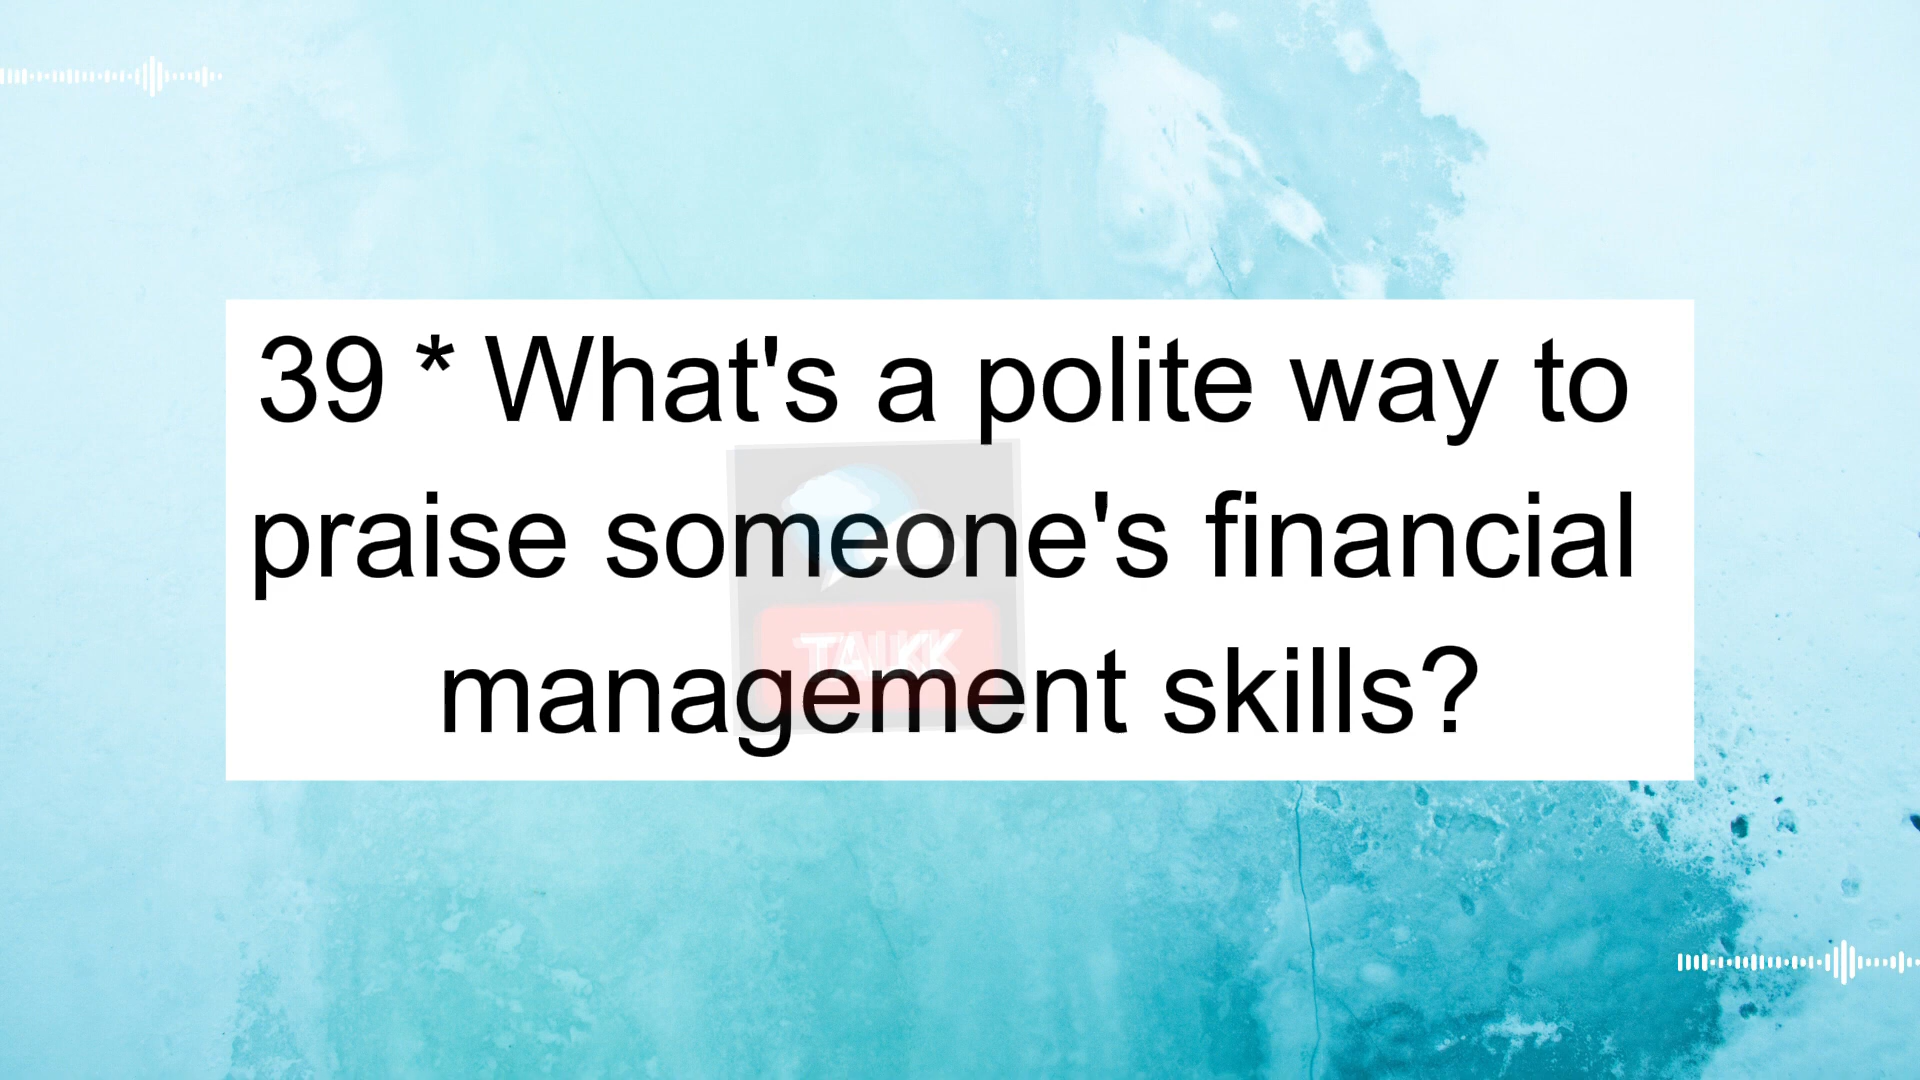 39 * What's a polite way to
praise someone's financial
management skills?